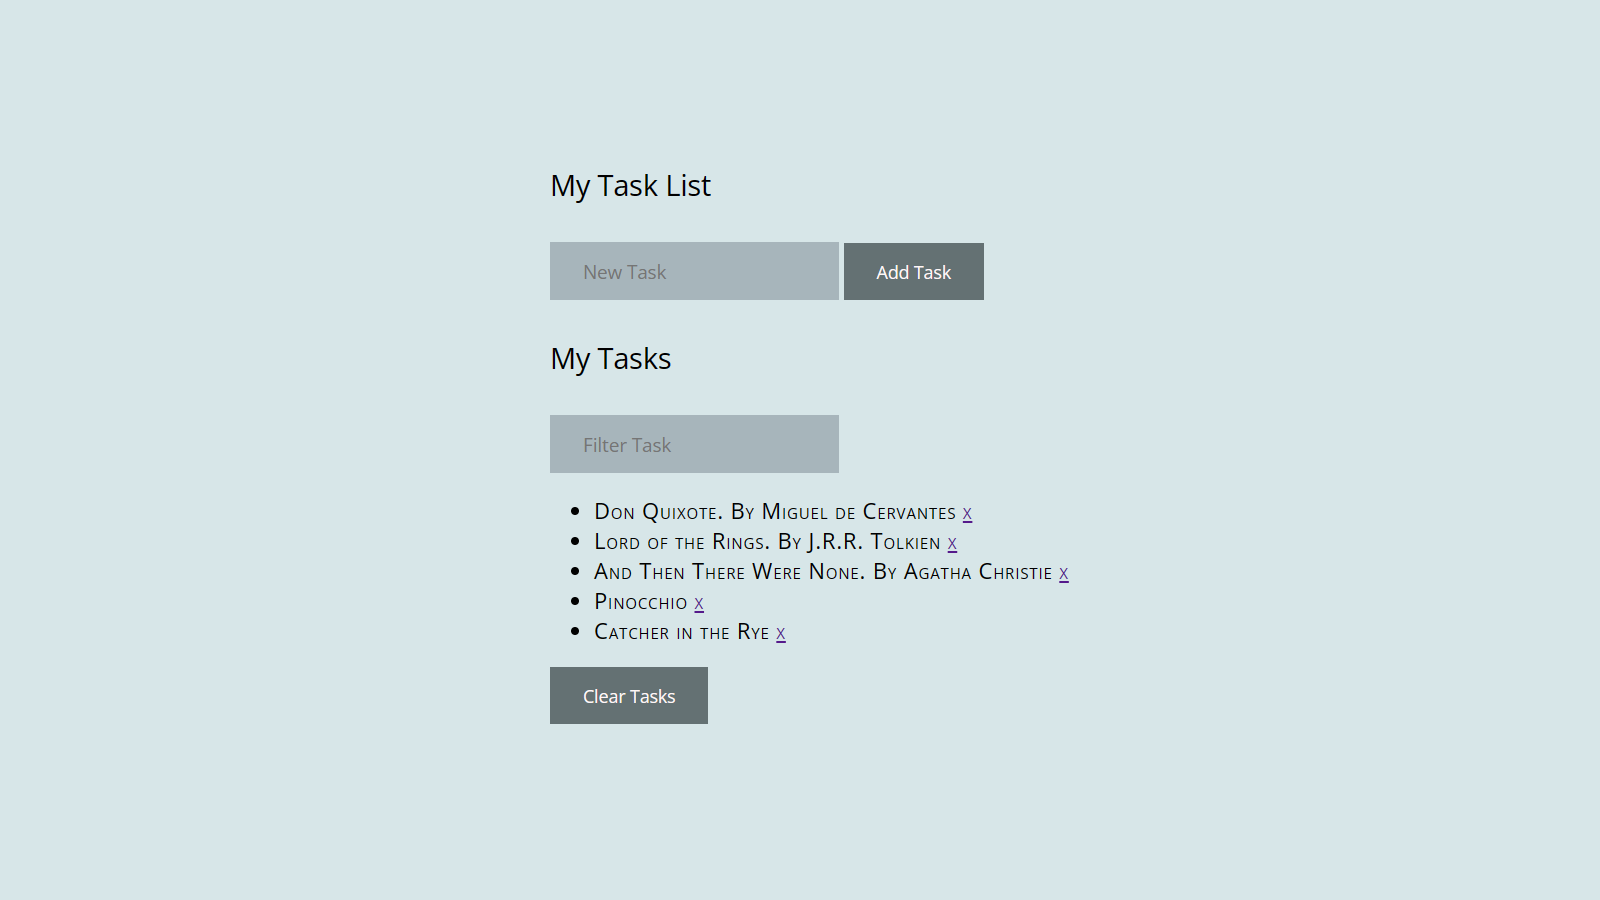 My Task List
New Task Add Task
My Tasks
Filter Task
Don Quixote. By Miguel de Cervantes x
Lord of the Rings. By J.R.R. Tolkien x
And Then There Were None. By Agatha Christie x
Pinocchio x
Catcher in the Rye x
Clear Tasks